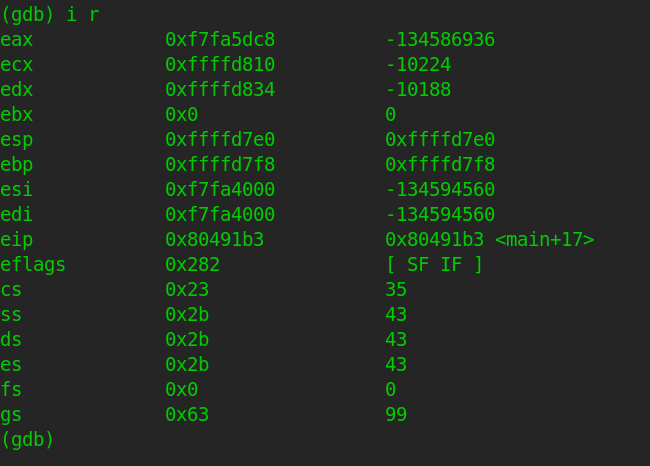 (gdb) i r
eax 0xf7fa5dc8 -134586936
ecx 0xffffd810 -10224
edx 0xffffd834 -10188
ebx 0x0 0
esp 0xffffd7e0 0xffffd7e0
ebp 0xffffd7f8 0xffffd7f8
esi 0xf7fa4000 -134594560
edi 0xf7fa4000 -134594560
eip 0x80491b3 0x80491b3 <main+17>
eflags 0x282 [ SF IF ]
cs 0x23 35
ss 0x2b 43
ds 0x2b 43
es 0x2b 43
fs 0x0 0
gs 0x63 99
(gdb)